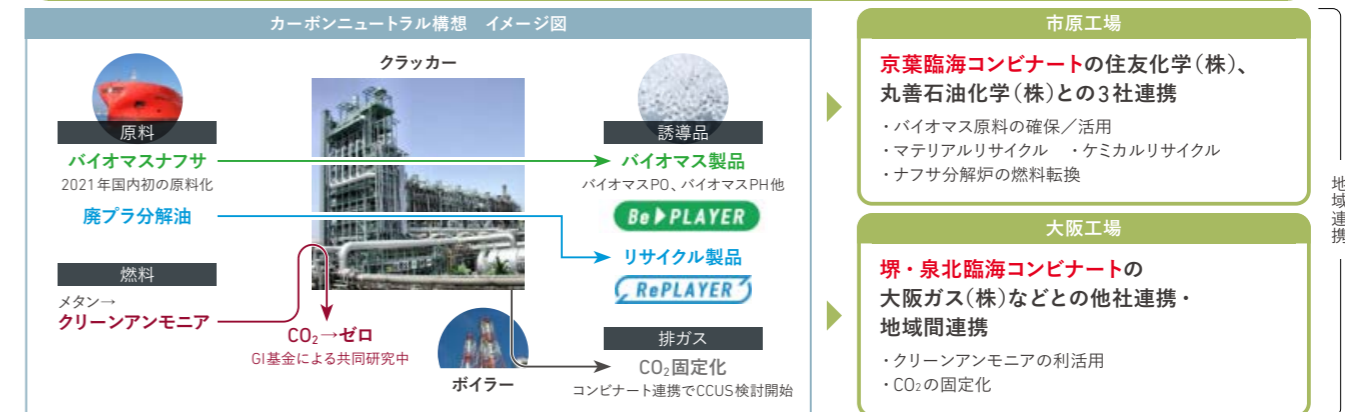 カーボンニュートラル構想 イメージ図
クラッカー
原料
バイオマスナフサ
2021年国内初の原料化
廃プラ分解油
燃料
メタン→
クリーンアンモニア
CO₂→ゼロ
GI基金による共同研究中
ボイラー
誘導品
バイオマス製品
バイオマスPO、バイオマスPH他
Be PLAYER
リサイクル製品
RePLAYER
排ガス
CO₂固定化
コンビナート連携でCCUS検討開始
市原工場
京葉臨海コンビナートの住友化学(株)、
丸善石油化学(株)との3社連携
・バイオマス原料の確保/活用
・マテリアルリサイクル ・ケミカルリサイクル
・ナフサ分解炉の燃料転換
大阪工場
堺・泉北臨海コンビナートの
大阪ガス(株)などとの他社連携・
地域間連携
・クリーンアンモニアの利活用
・CO₂の固定化
地域連携